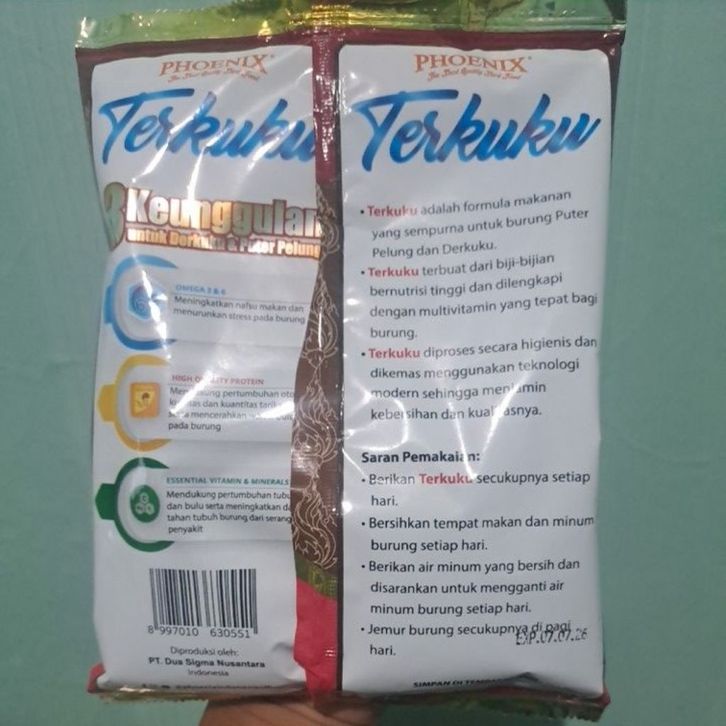 PHOENIX
The Best Quality Bird Food
Terkuku
3 Keunggulan
untuk Derkuku & Puter Pelung
OMEGA 3 & 6
Meningkatkan nafsu makan dan
menurunkan stress pada burung
HIGH QUALITY PROTEIN
pertumbuhan
dan kuantitas
mencerahkan
pada burung
ESSENTIAL VITAMIN & MINERALS
Mendukung pertumbuhan
dan bulu serta meningkatkan
tahan tubuh burung dari
penyakit
8 997010 630551
Diproduksi oleh:
PT. Dua Sigma Nusantara
Indonesia
PHOENIX
The Best Quality Bird Food
Terkuku
• Terkuku adalah formula makanan
yang sempurna untuk burung Puter
Pelung dan Derkuku.
• Terkuku terbuat dari biji-bijian
bernutrisi tinggi dan dilengkapi
dengan multivitamin yang tepat bagi
burung.
• Terkuku diproses secara higienis dan
dikemas menggunakan teknologi
modern sehingga menjamin
kebersihan dan kualitasnya.
Saran Pemakaian:
• Berikan Terkuku secukupnya setiap
hari.
• Bersihkan tempat makan dan minum
burung setiap hari.
• Berikan air minum yang bersih dan
disarankan untuk mengganti air
minum burung setiap hari.
• Jemur burung secukupnya di pagi
hari.
EXP.07.07.26
SIMPAN DI